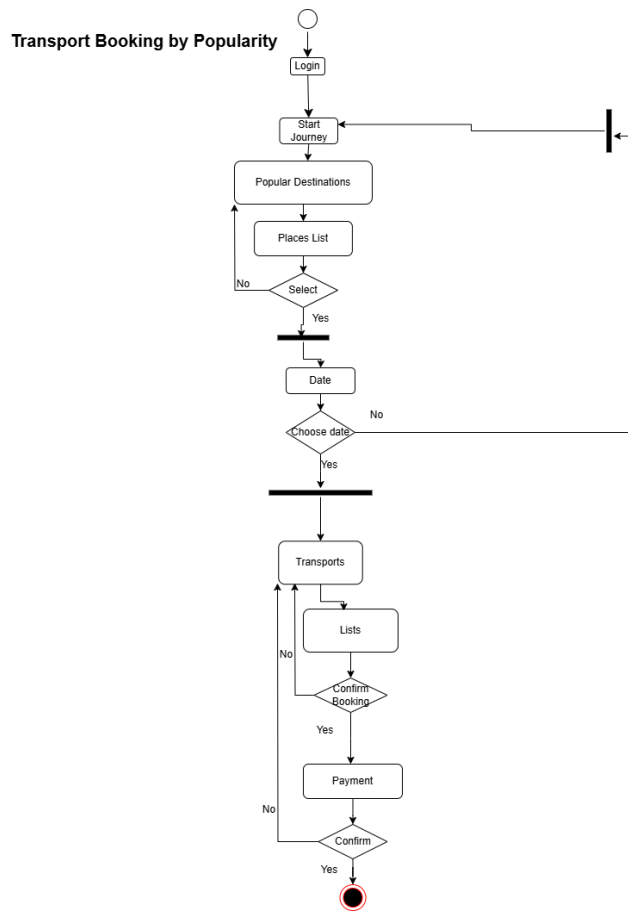 Transport Booking by Popularity
Login
Start
Journey
Popular Destinations
Places List
No
Select
Yes
Date
No
Choose date
Yes
Transports
Lists
No
Confirm
Booking
Yes
Payment
No
Confirm
Yes